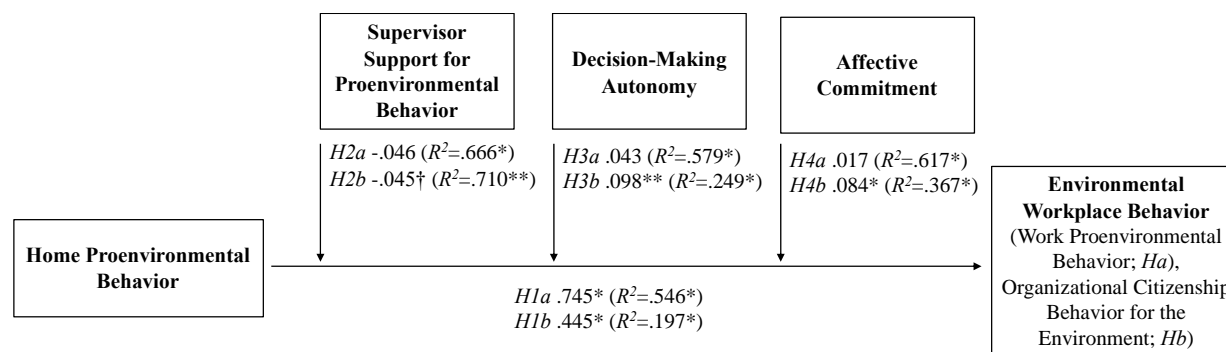 Supervisor
Support for
Proenvironmental
Behavior
Decision-Making
Autonomy
Affective
Commitment
H2a -.046 (R²=.666*)
H2b -.045† (R²=.710**)
H3a .043 (R²=.579*)
H3b .098** (R²=.249*)
H4a .017 (R²=.617*)
H4b .084* (R²=.367*)
Home Proenvironmental
Behavior
H1a .745* (R²=.546*)
H1b .445* (R²=.197*)
Environmental
Workplace Behavior
(Work Proenvironmental
Behavior; Ha),
Organizational Citizenship
Behavior for the
Environment; Hb)